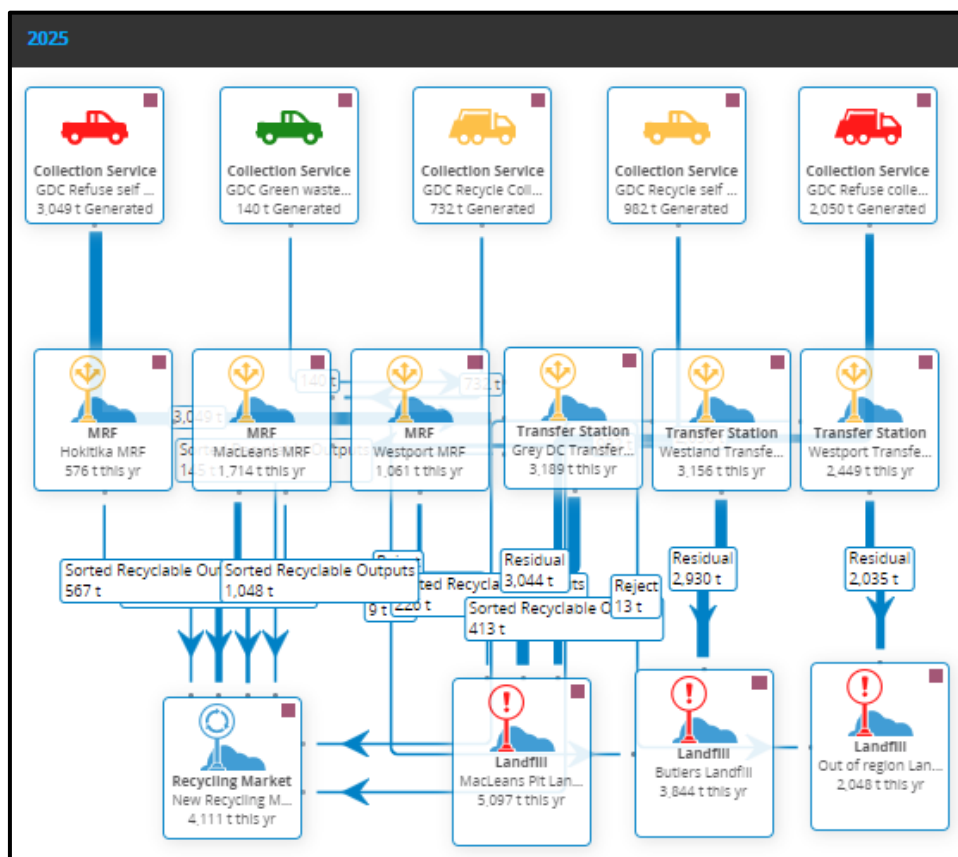 2025
Collection Service
GDC Refuse self ...
3,049 t Generated
Collection Service
GDC Green waste...
140 t Generated
Collection Service
GDC Recycle Coll...
732 t Generated
Collection Service
GDC Recycle self ...
982 t Generated
Collection Service
GDC Refuse colle...
2,050 t Generated
140 t
732 t
3,049 t
145 t
MRF
Hokitika MRF
576 t this yr
MRF
MacLeans MRF
1,714 t this yr
MRF
Westport MRF
1,061 t this yr
Transfer Station
Grey DC Transfer...
3,189 t this yr
Transfer Station
Westland Transfe...
3,156 t this yr
Transfer Station
Westport Transfe...
2,449 t this yr
Sorted Recyclable Out
567 t
Sorted Recyclable Outputs
1,048 t
9 t
Residual
3,044 t
Sorted Recyclable O
413 t
Reject
13 t
Residual
2,930 t
Residual
2,035 t
Recycling Market
New Recycling M...
4,111 t this yr
Landfill
MacLeans Pit Lan...
5,097 t this yr
Landfill
Butlers Landfill
3,844 t this yr
Landfill
Out of region Lan...
2,048 t this yr